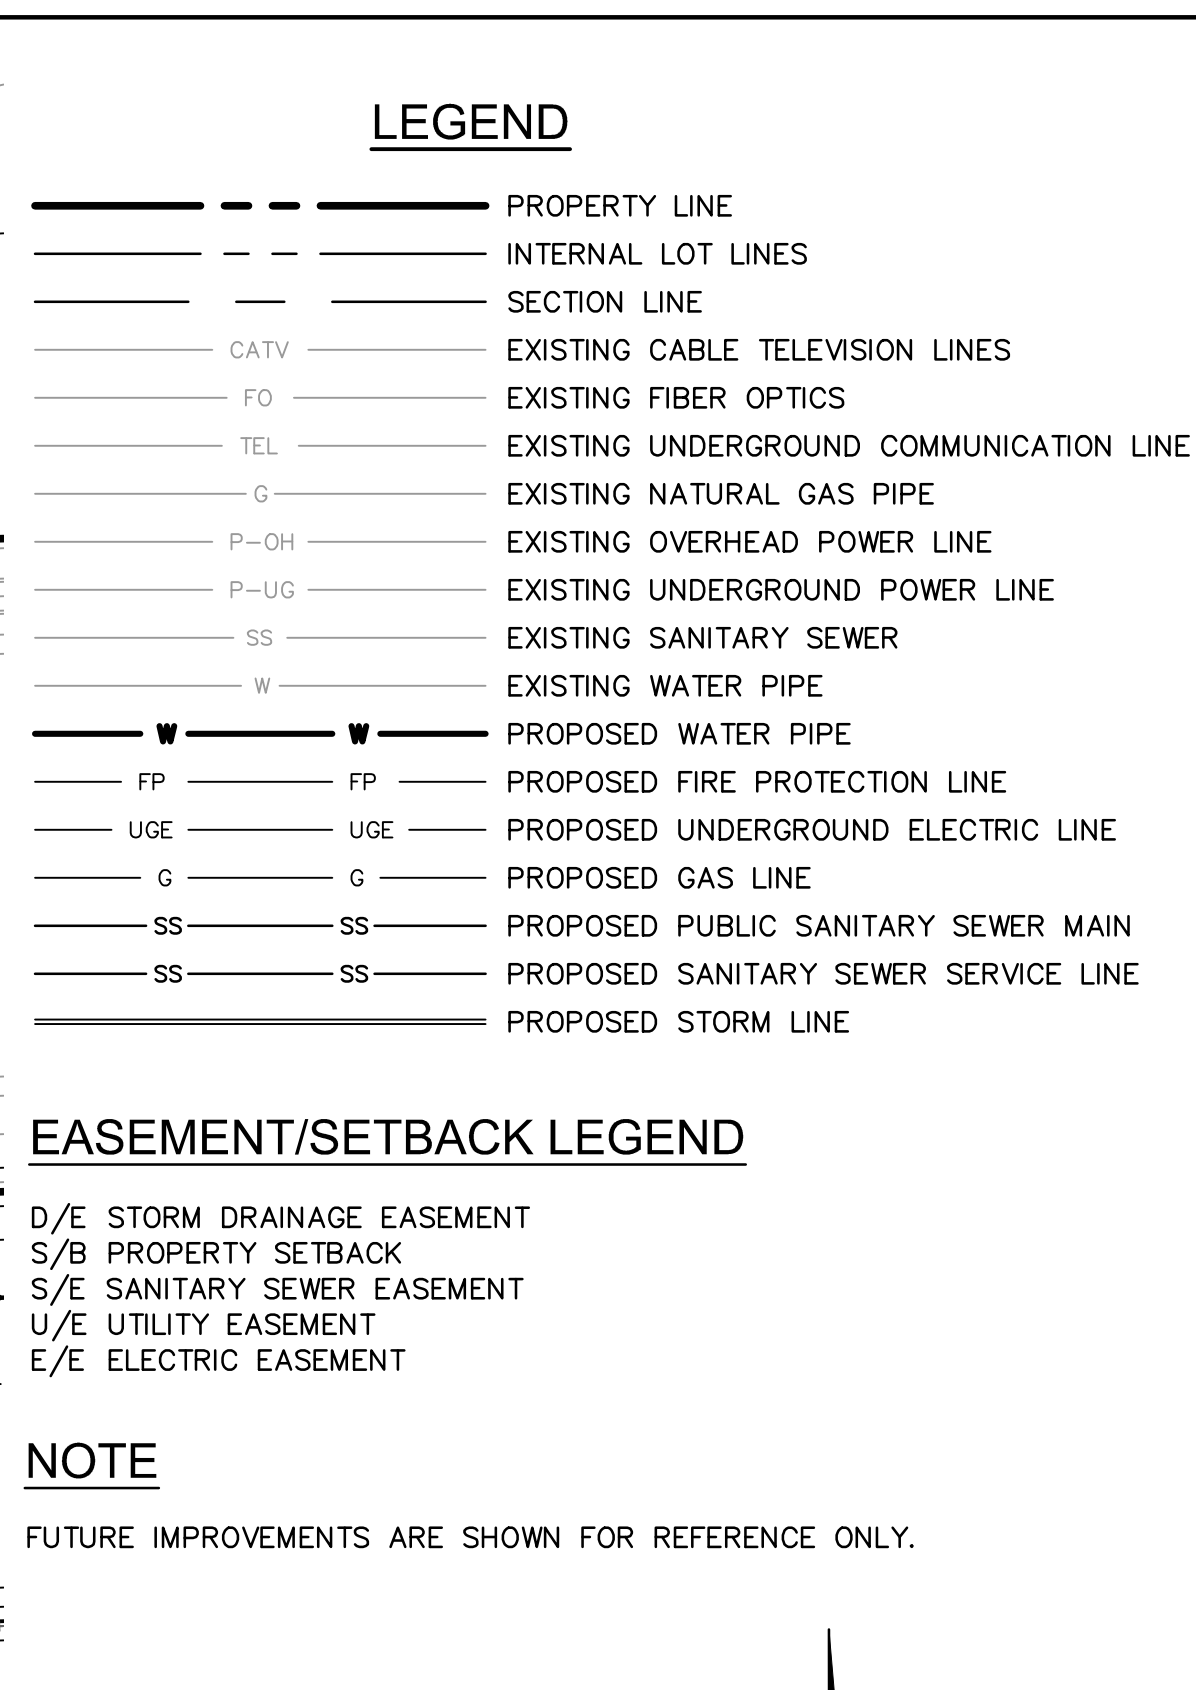 LEGEND
PROPERTY LINE
INTERNAL LOT LINES
SECTION LINE
CATV EXISTING CABLE TELEVISION LINES
FO EXISTING FIBER OPTICS
TEL EXISTING UNDERGROUND COMMUNICATION LINE
G EXISTING NATURAL GAS PIPE
P-OH EXISTING OVERHEAD POWER LINE
P-UG EXISTING UNDERGROUND POWER LINE
SS EXISTING SANITARY SEWER
W EXISTING WATER PIPE
W W PROPOSED WATER PIPE
FP FP PROPOSED FIRE PROTECTION LINE
UGE UGE PROPOSED UNDERGROUND ELECTRIC LINE
G G PROPOSED GAS LINE
SS SS PROPOSED PUBLIC SANITARY SEWER MAIN
SS SS PROPOSED SANITARY SEWER SERVICE LINE
PROPOSED STORM LINE
EASEMENT/SETBACK LEGEND
D/E STORM DRAINAGE EASEMENT
S/B PROPERTY SETBACK
S/E SANITARY SEWER EASEMENT
U/E UTILITY EASEMENT
E/E ELECTRIC EASEMENT
NOTE
FUTURE IMPROVEMENTS ARE SHOWN FOR REFERENCE ONLY.